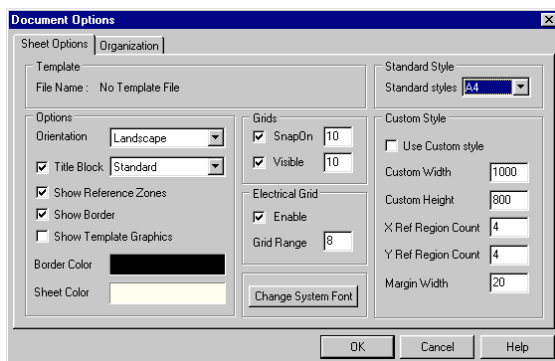 Document Options
Sheet Options
Organization
Template
File Name : No Template File
Standard Style
Standard styles A4
Options
Orientation Landscape
Title Block Standard
Show Reference Zones
Show Border
Show Template Graphics
Border Color
Sheet Color
Grids
SnapOn 10
Visible 10
Electrical Grid
Enable
Grid Range 8
Change System Font
Custom Style
Use Custom style
Custom Width 1000
Custom Height 800
X Ref Region Count 4
Y Ref Region Count 4
Margin Width 20
OK
Cancel
Help